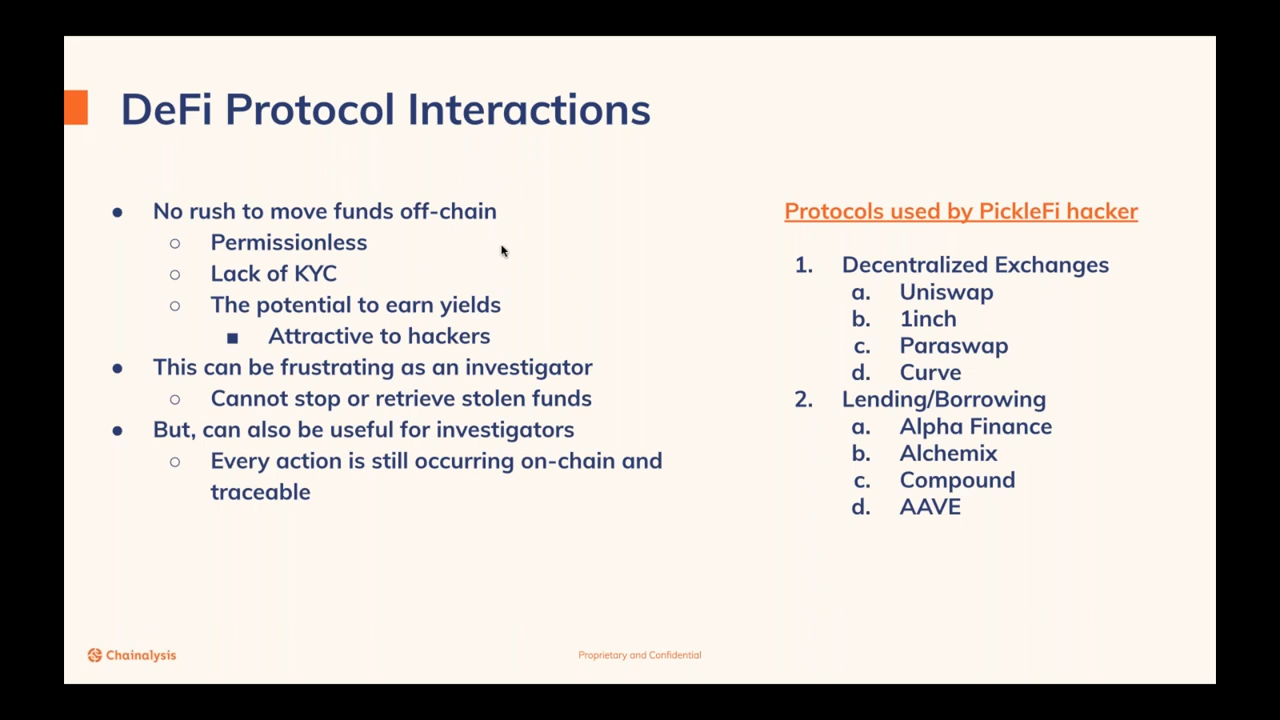 DeFi Protocol Interactions
● No rush to move funds off-chain
○ Permissionless
○ Lack of KYC
○ The potential to earn yields
■ Attractive to hackers
● This can be frustrating as an investigator
○ Cannot stop or retrieve stolen funds
● But, can also be useful for investigators
○ Every action is still occurring on-chain and
traceable
Protocols used by PickleFi hacker
1. Decentralized Exchanges
a. Uniswap
b. 1inch
c. Paraswap
d. Curve
2. Lending/Borrowing
a. Alpha Finance
b. Alchemix
c. Compound
d. AAVE
Chainalysis
Proprietary and Confidential